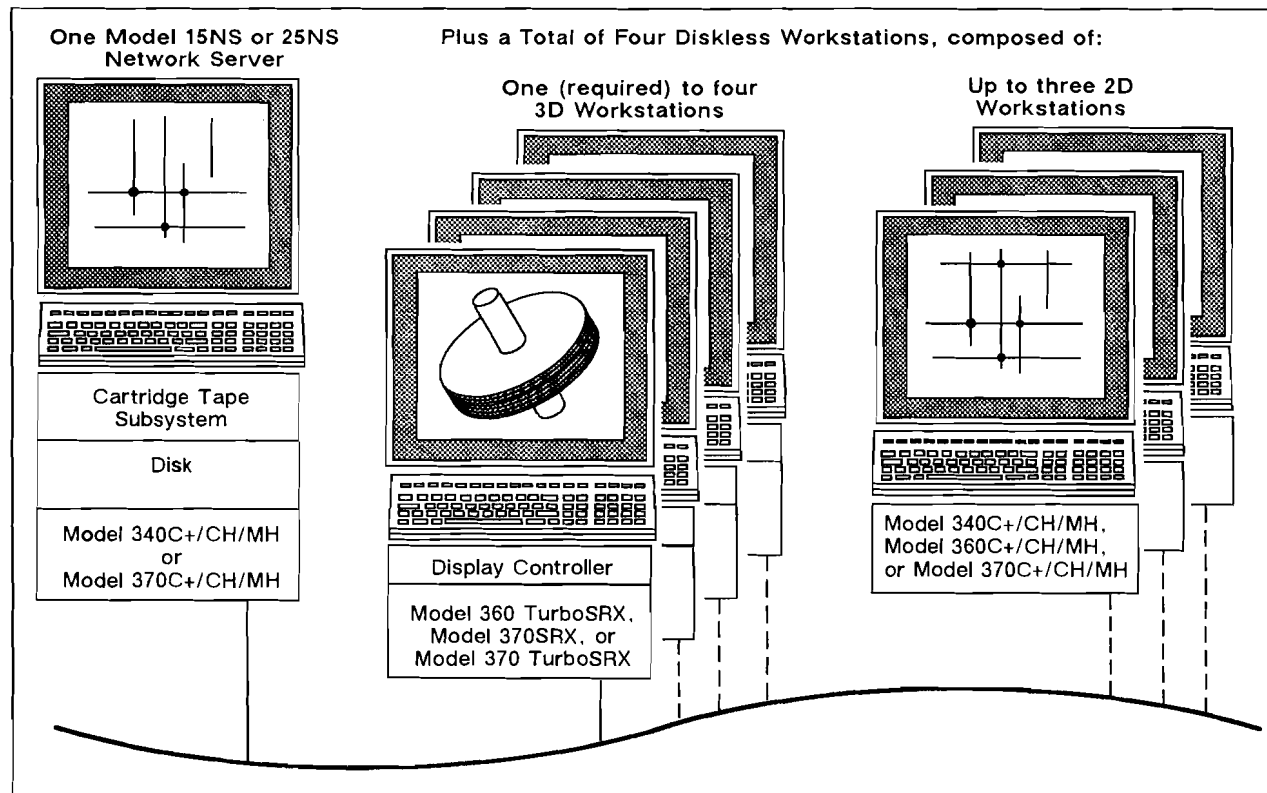 One Model 15NS or 25NS
Network Server
Plus a Total of Four Diskless Workstations, composed of:
One (required) to four
3D Workstations
Up to three 2D
Workstations
Cartridge Tape
Subsystem
Disk
Model 340C+/CH/MH
or
Model 370C+/CH/MH
Display Controller
Model 360 TurboSRX,
Model 370SRX, or
Model 370 TurboSRX
Model 340C+/CH/MH,
Model 360C+/CH/MH,
or Model 370C+/CH/MH